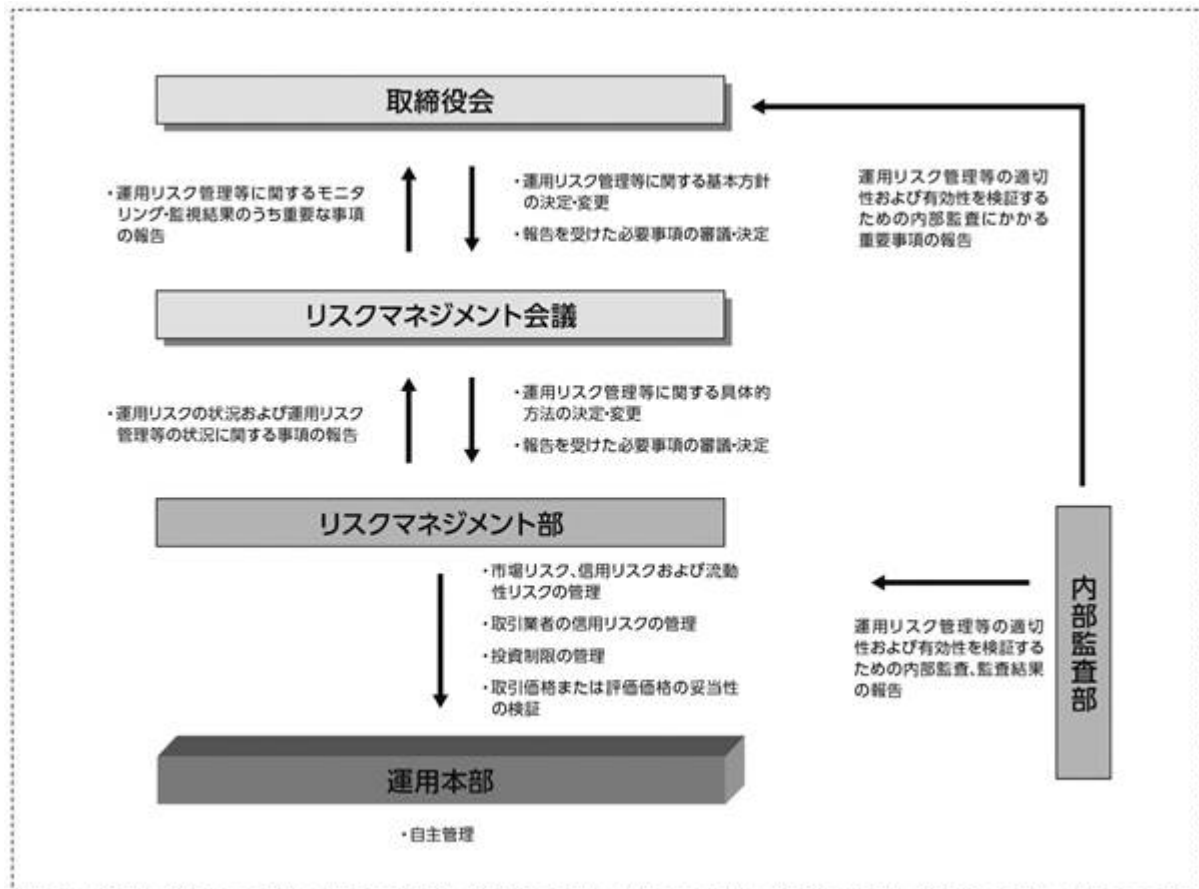 取締役会
・運用リスク管理等に関するモニタ
リング・監視結果のうち重要な事項
の報告
・運用リスク管理等に関する基本方針
の決定・変更
・報告を受けた必要事項の審議・決定
運用リスク管理等の適切
性および有効性を検証す
るための内部監査にかかる
重要事項の報告
リスクマネジメント会議
・運用リスクの状況および運用リスク
管理等の状況に関する事項の報告
・運用リスク管理等に関する具体的
方法の決定・変更
・報告を受けた必要事項の審議・決定
リスクマネジメント部
・市場リスク、信用リスクおよび流動
性リスクの管理
・取引業者の信用リスクの管理
・投資制限の管理
・取引価格または評価価格の妥当性
の検証
運用リスク管理等の適切
性および有効性を検証する
ための内部監査、監査結果
の報告
内部監査部
運用本部
・自主管理